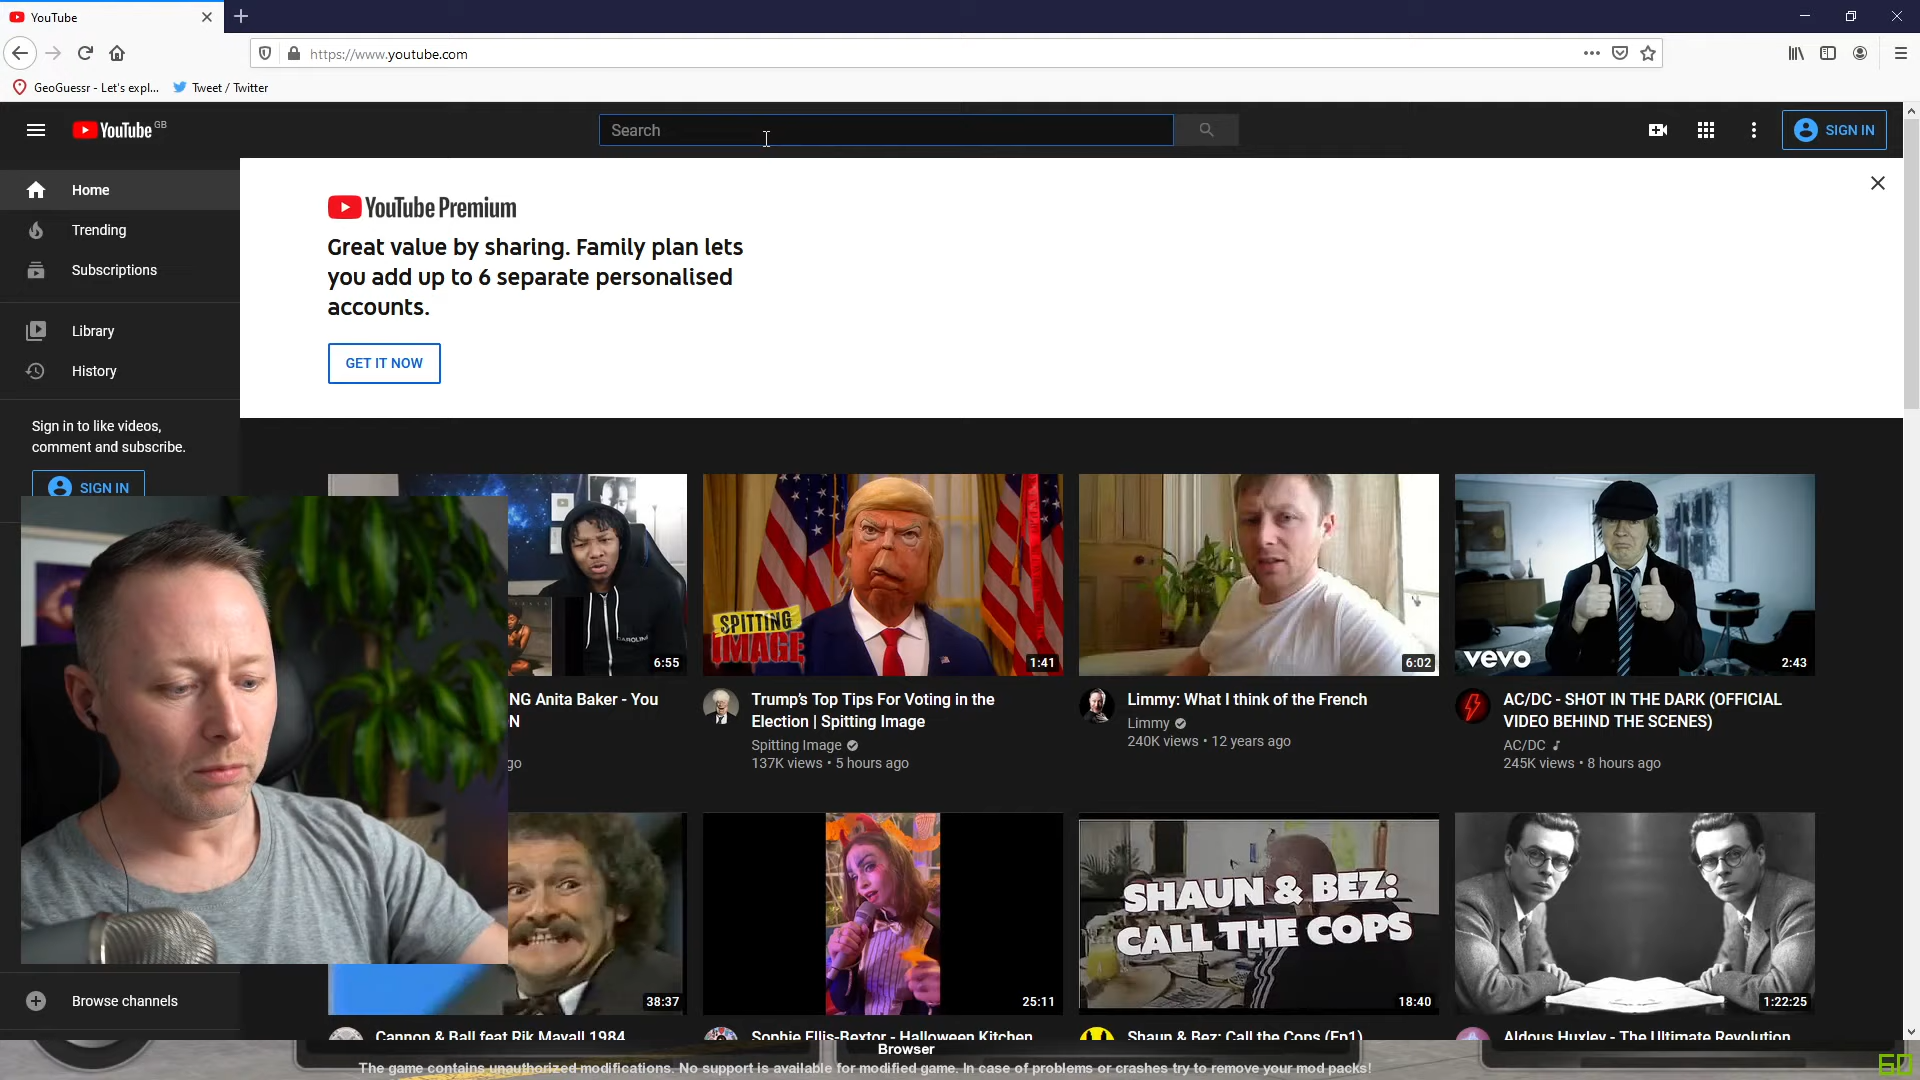 YouTube
https://www.youtube.com
GeoGuessr - Let's expl...
Tweet / Twitter
YouTube GB
Search
SIGN IN
Home
Trending
Subscriptions
Library
History
Sign in to like videos,
comment and subscribe.
SIGN IN
Browse channels
YouTube Premium
Great value by sharing. Family plan lets
you add up to 6 separate personalised
accounts.
GET IT NOW
6:55
SPITTING
IMAGE
1:41
6:02
vevo
2:43
NG Anita Baker - You
N
go
Trump's Top Tips For Voting in the
Election | Spitting Image
Spitting Image
137K views • 5 hours ago
Limmy: What I think of the French
Limmy
240K views • 12 years ago
AC/DC - SHOT IN THE DARK (OFFICIAL
VIDEO BEHIND THE SCENES)
AC/DC
245K views • 8 hours ago
38:37
25:11
SHAUN & BEZ:
CALL THE COPS
18:40
1:22:25
Cannon & Ball feat Rik Mayall 1984
Sophie Ellis-Bextor - Halloween Kitchen
Shaun & Bez: Call the Cops (Ep1)
Aldous Huxley - The Ultimate Revolution
Browser
The game contains unauthorized modifications. No support is available for modified game. In case of problems or crashes try to remove your mod packs!
60